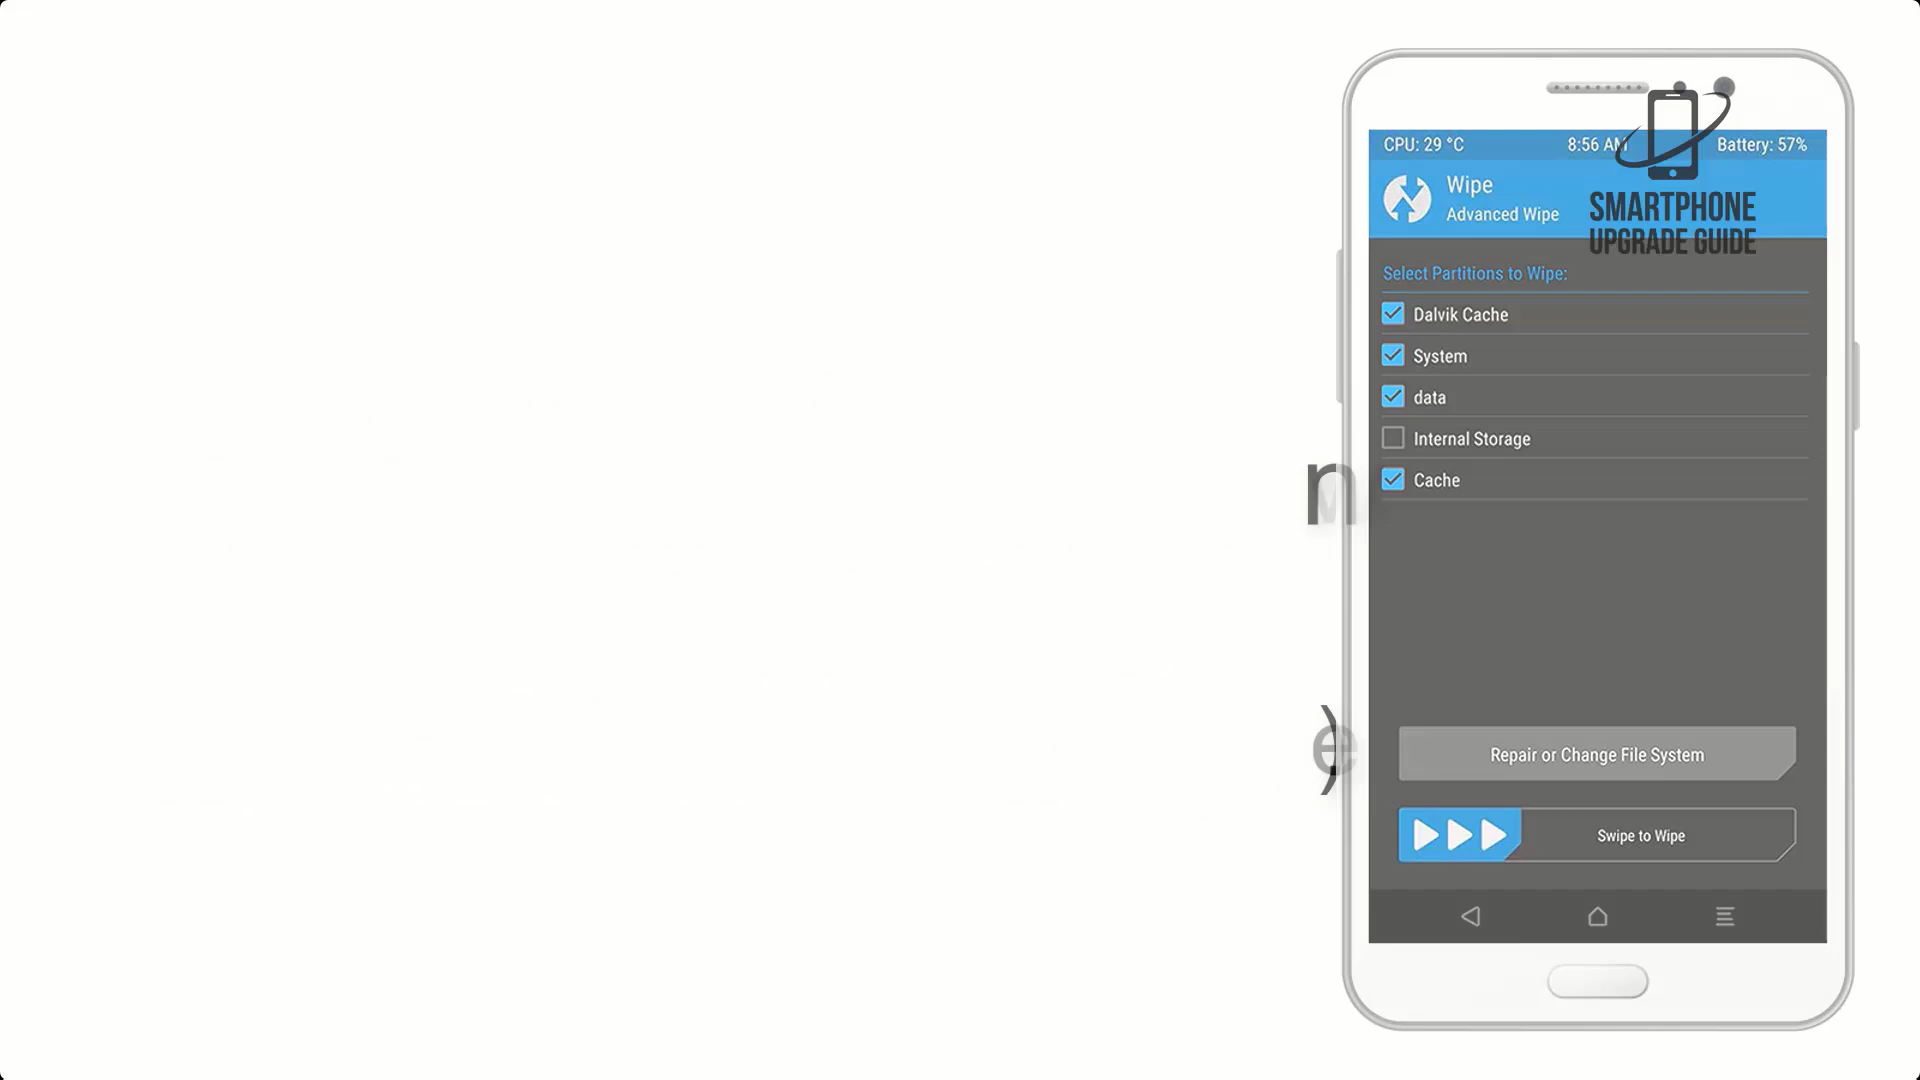 CPU: 29 °C 8:56 AM Battery: 57%
Wipe
Advanced Wipe
SMARTPHONE
UPGRADE GUIDE
Select Partitions to Wipe:
Dalvik Cache
System
data
Internal Storage
Cache
n
Repair or Change File System
Swipe to Wipe